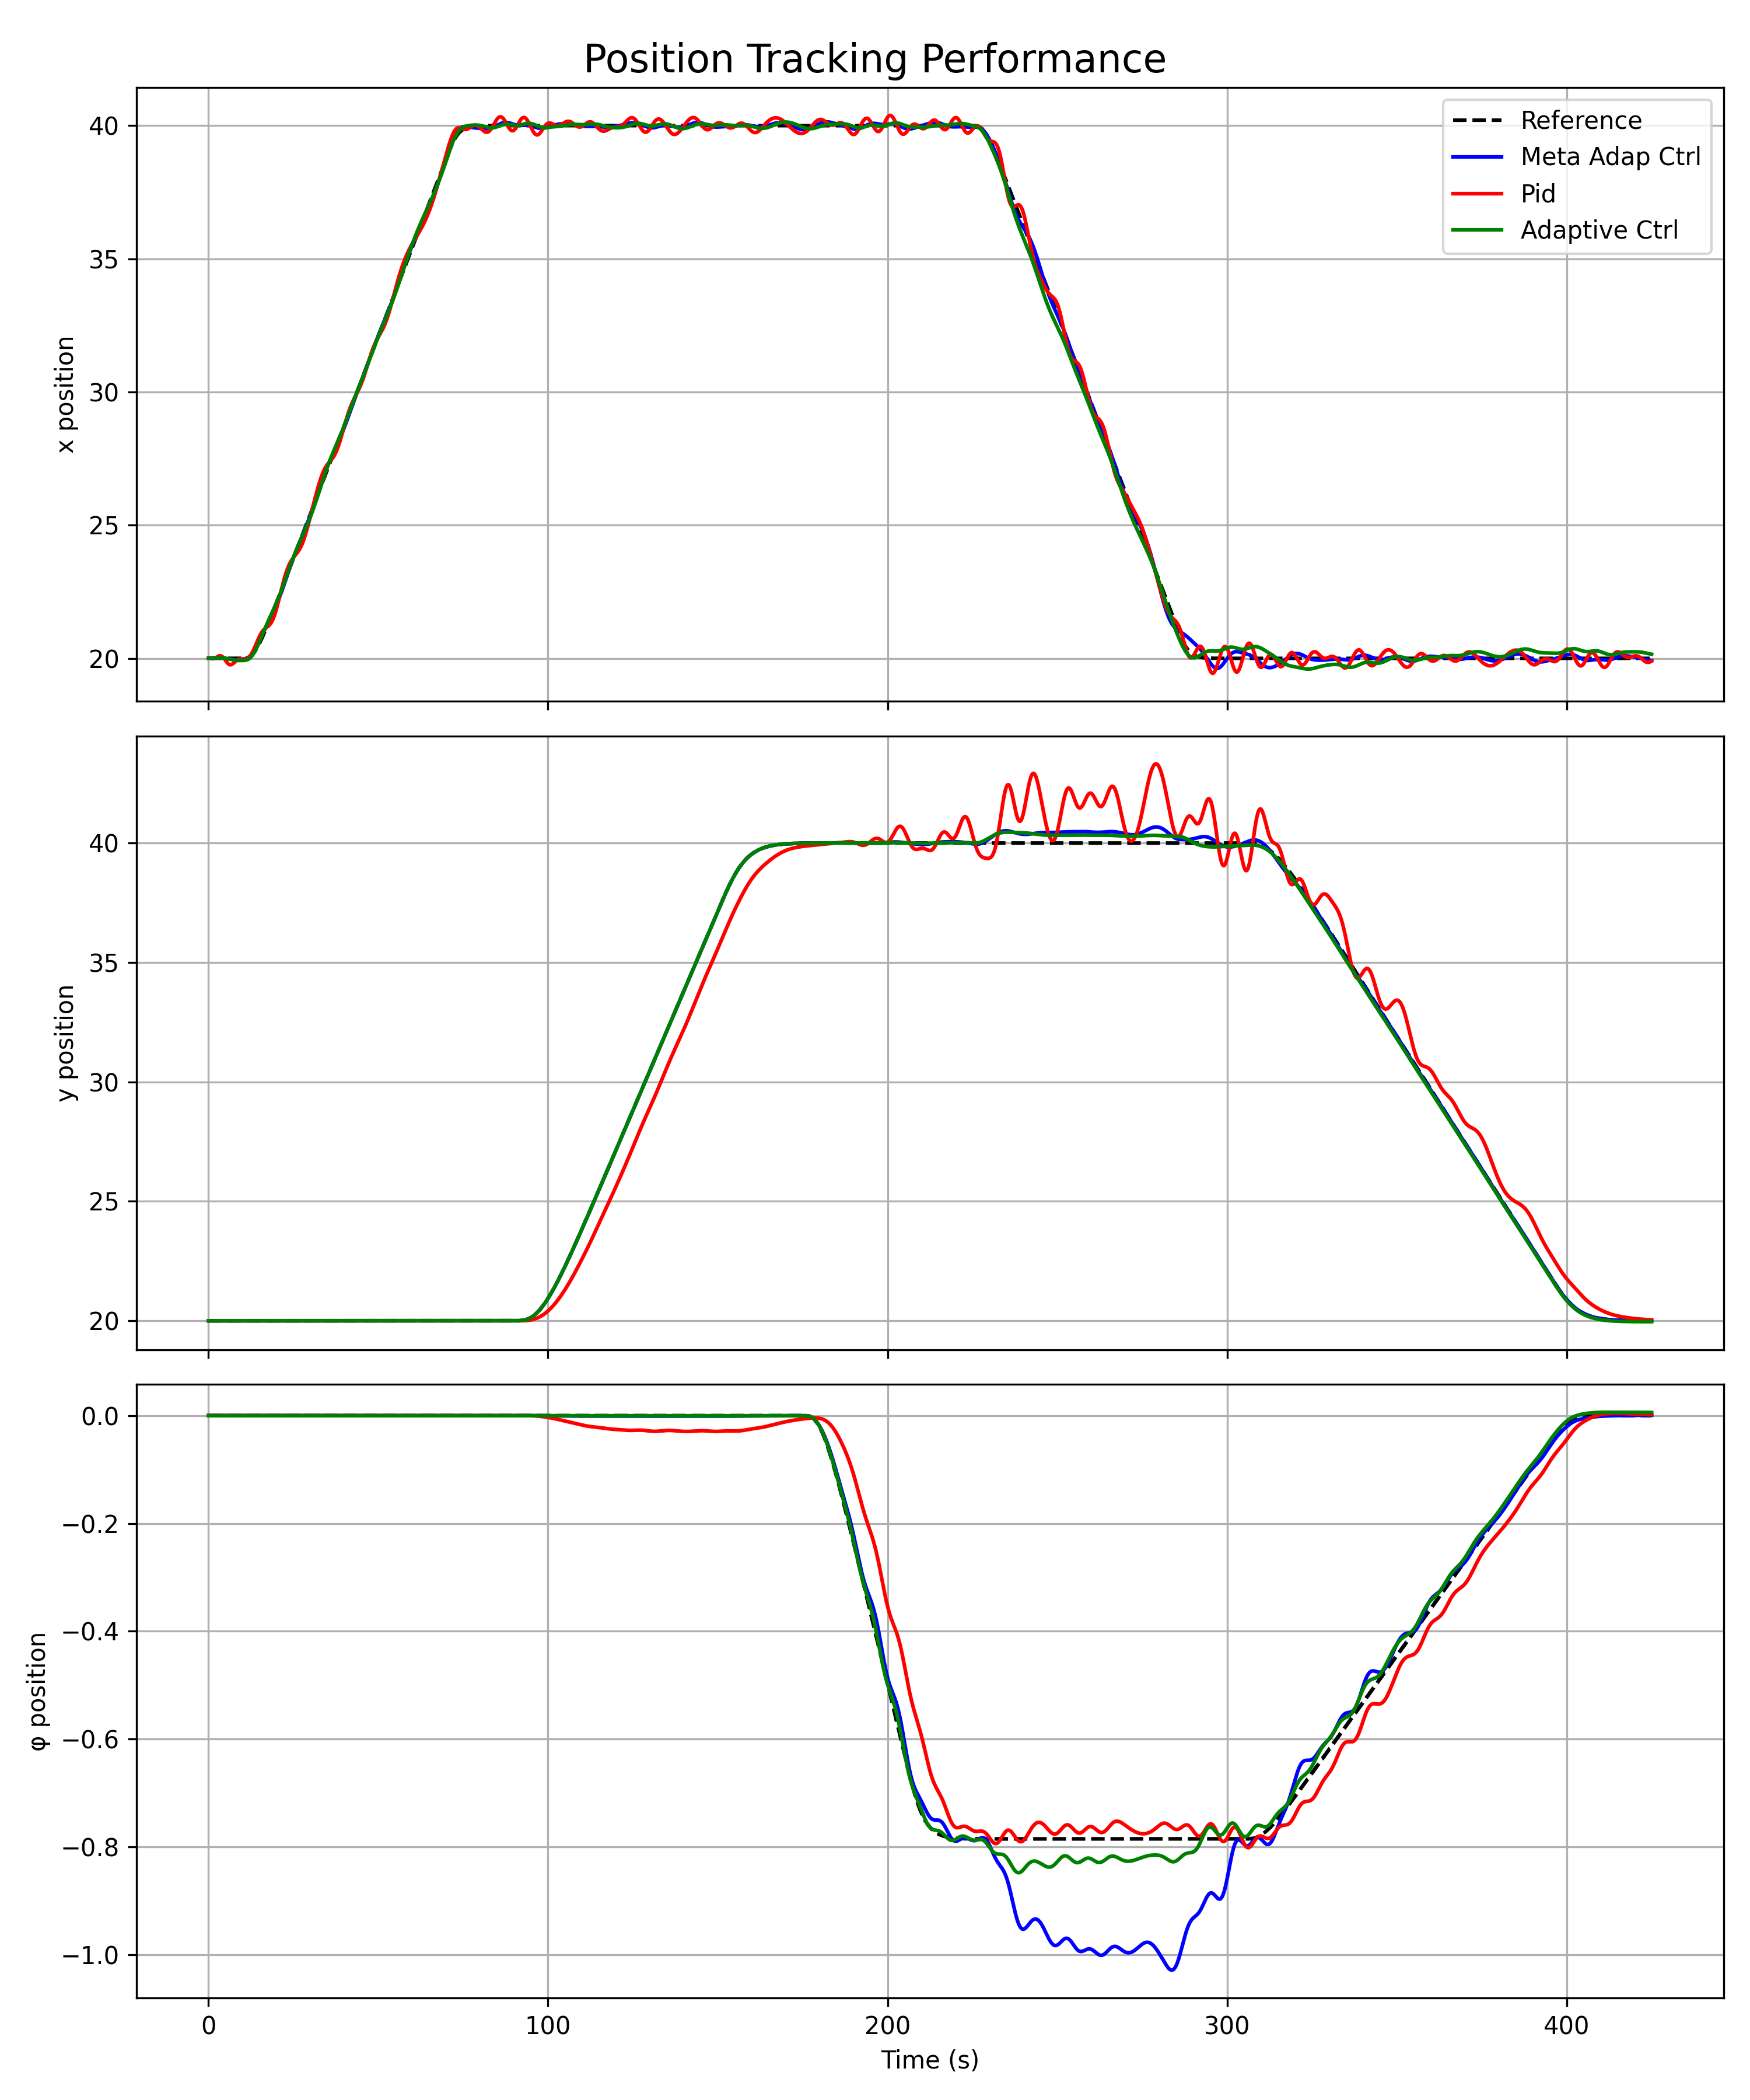 Position Tracking Performance
Reference
Meta Adap Ctrl
Pid
Adaptive Ctrl
40
35
30
25
20
x position
40
35
30
25
20
y position
0.0
−0.2
−0.4
−0.6
−0.8
−1.0
φ position
0 100 200 300 400
Time (s)